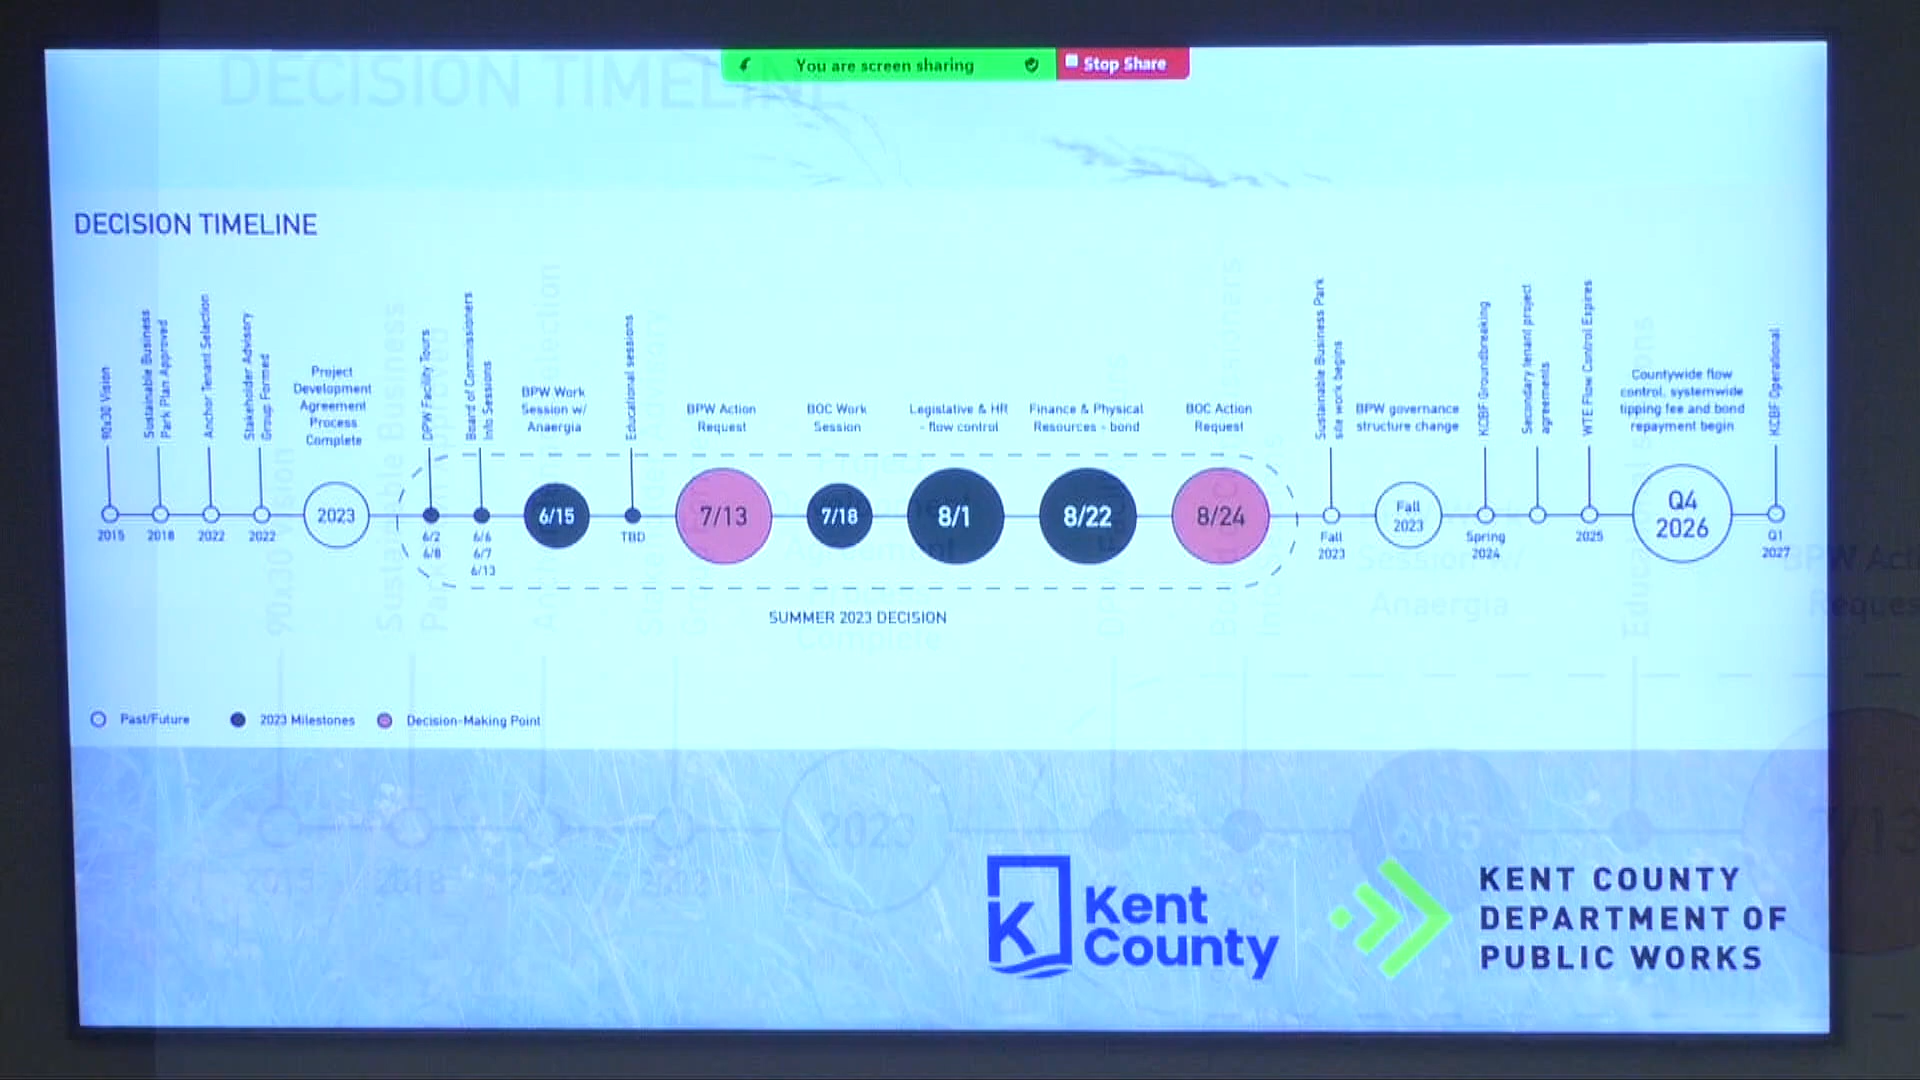 You are screen sharing
Stop Share
DECISION TIMELINE
DECISION TIMELINE
90x30 Vision
Sustainable Business
Park Plan Approved
Anchor Tenant Selection
Stakeholder Advisory
Group Formed
Project
Development
Agreement
Process
Complete
DPW Facility Tours
Board of Commissioners
Info Sessions
BPW Work
Session w/
Anaergia
Educational sessions
BPW Action
Request
BOC Work
Session
Legislative & HR
- flow control
Finance & Physical
Resources - bond
BOC Action
Request
Sustainable Business Park
site work begins
BPW governance
structure change
KCBF Groundbreaking
Secondary tenant project
agreements
WTE Flow Control Expires
Countywide flow
control, systemwide
tipping fee and bond
repayment begin
KCBF Operational
2015
2018
2022
2022
2023
6/2
6/8
6/6
6/7
6/13
6/15
TBD
7/13
7/18
8/1
8/22
8/24
Fall
2023
Fall
2023
Spring
2024
2025
Q4
2026
Q1
2027
SUMMER 2023 DECISION
Past/Future
2023 Milestones
Decision-Making Point
Kent
County
KENT COUNTY
DEPARTMENT OF
PUBLIC WORKS